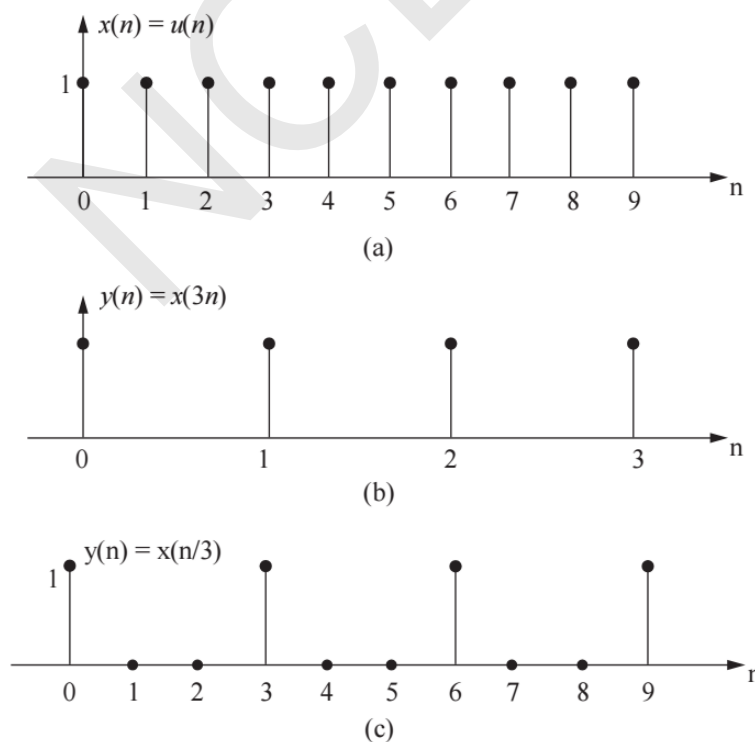 NCE
x(n) = u(n)
1
0 1 2 3 4 5 6 7 8 9 n
(a)
y(n) = x(3n)
0 1 2 3 n
(b)
y(n) = x(n/3)
1
0 1 2 3 4 5 6 7 8 9
(c)